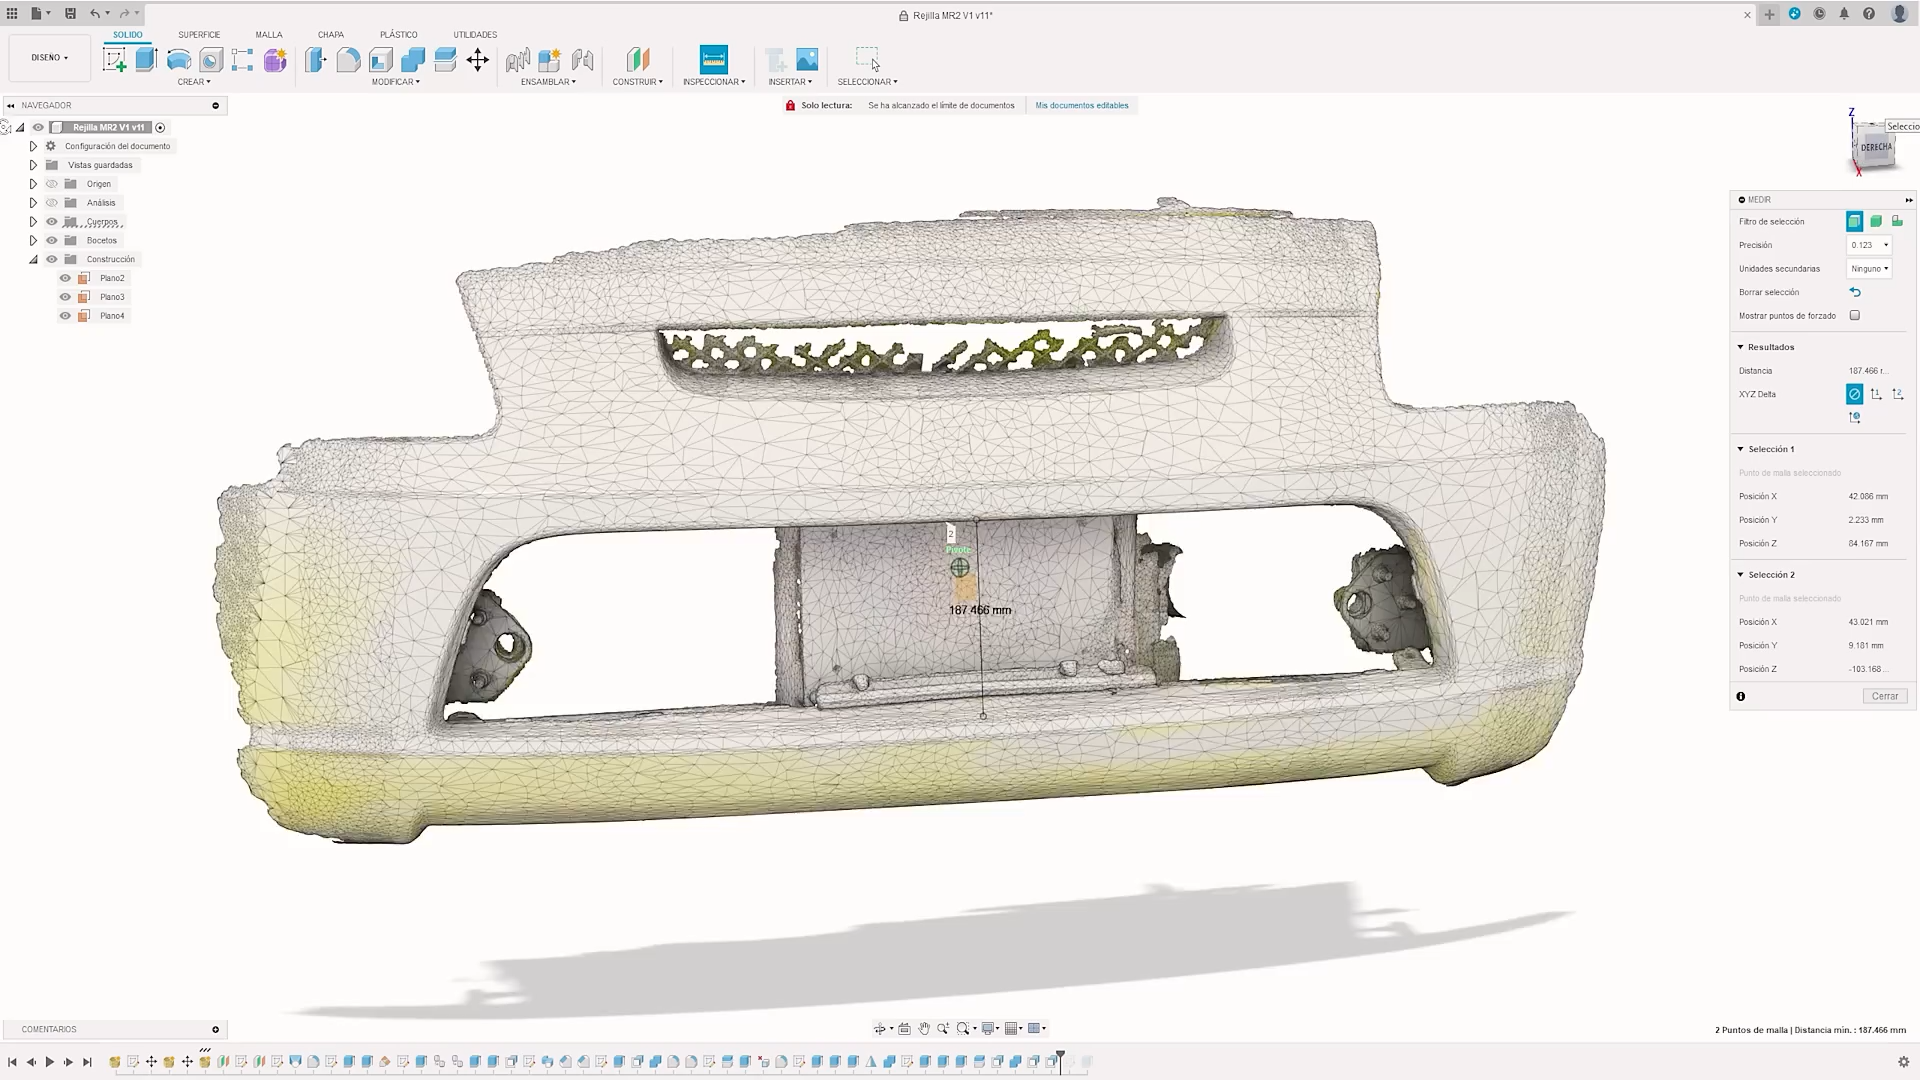 Rejilla MR2 V1 v11*
DISEÑO
SOLIDO
SUPERFICIE
MALLA
CHAPA
PLÁSTICO
UTILIDADES
CREAR
MODIFICAR
ENSAMBLAR
CONSTRUIR
INSPECCIONAR
INSERTAR
SELECCIONAR
NAVEGADOR
Solo lectura:
Se ha alcanzado el límite de documentos
Mis documentos editables
Rejilla MR2 V1 v11
Configuración del documento
Vistas guardadas
Origen
Análisis
Cuerpos
Bocetos
Construcción
Plano2
Plano3
Plano4
Z
Seleccio
DERECHA
X
2
Pivote
187.466 mm
MEDIR
Filtro de selección
Precisión
0.123
Unidades secundarias
Ninguno
Borrar selección
Mostrar puntos de forzado
Resultados
Distancia
187.466 r...
XYZ Delta
Selección 1
Punto de malla seleccionado
Posición X
42.086 mm
Posición Y
2.233 mm
Posición Z
84.167 mm
Selección 2
Punto de malla seleccionado
Posición X
43.021 mm
Posición Y
9.181 mm
Posición Z
-103.168 ...
Cerrar
COMENTARIOS
2 Puntos de malla | Distancia mín. : 187.466 mm